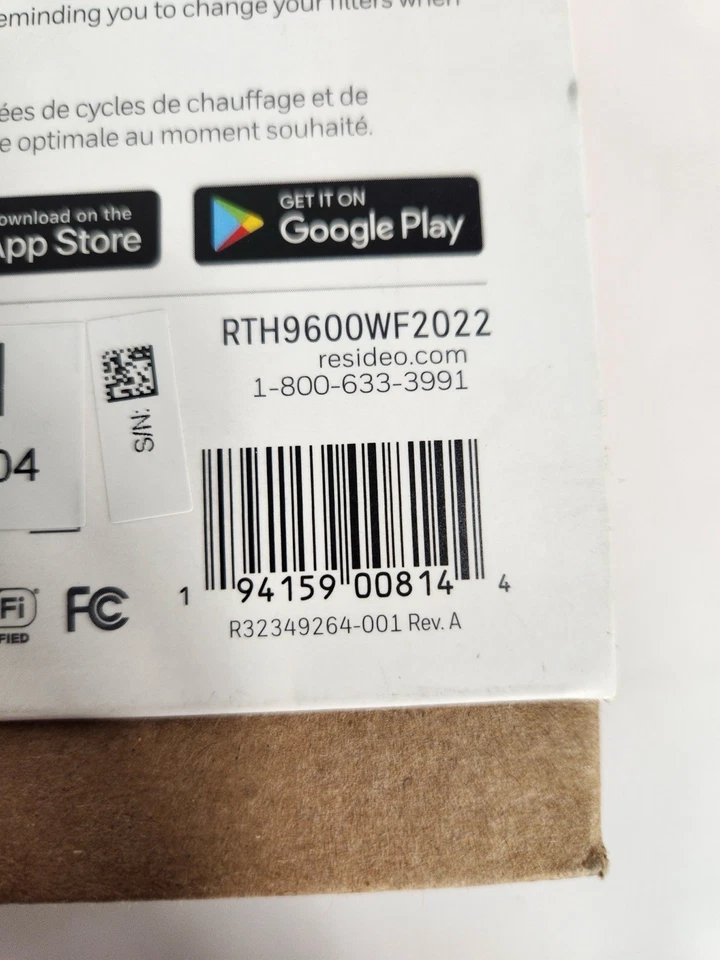 reminding you to change your filters when
ées de cycles de chauffage et de
e optimale au moment souhaité.
ownload on the
App Store
GET IT ON
Google Play
RTH9600WF2022
resideo.com
1-800-633-3991
S/N:
04
1 94159 00814 4
Fi
FIED
FC
R32349264-001 Rev. A